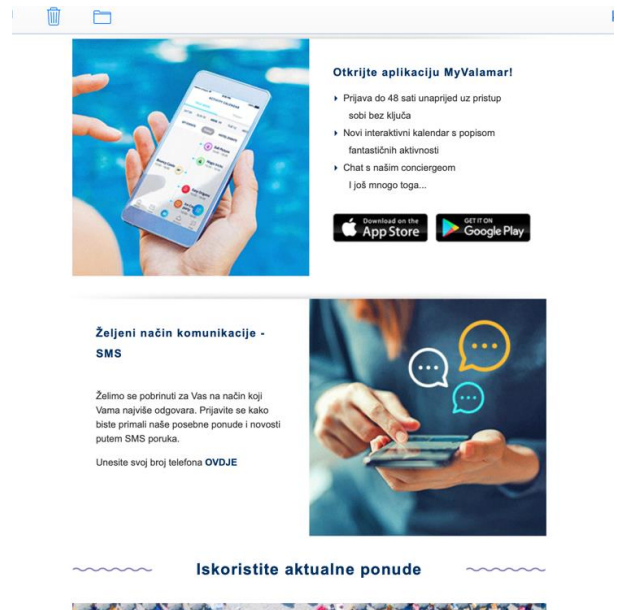 Otkrijte aplikaciju MyValamar!
Prijava do 48 sati unaprijed uz pristup
sobi bez ključa
Novi interaktivni kalendar s popisom
fantastičnih aktivnosti
Chat s našim conciergeom
I još mnogo toga...
Download on the
App Store
GET IT ON
Google Play
Željeni način komunikacije -
SMS
Želimo se pobrinuti za Vas na način koji
Vama najviše odgovara. Prijavite se kako
biste primali naše posebne ponude i novosti
putem SMS poruka.
Unesite svoj broj telefona OVDJE
Iskoristite aktualne ponude